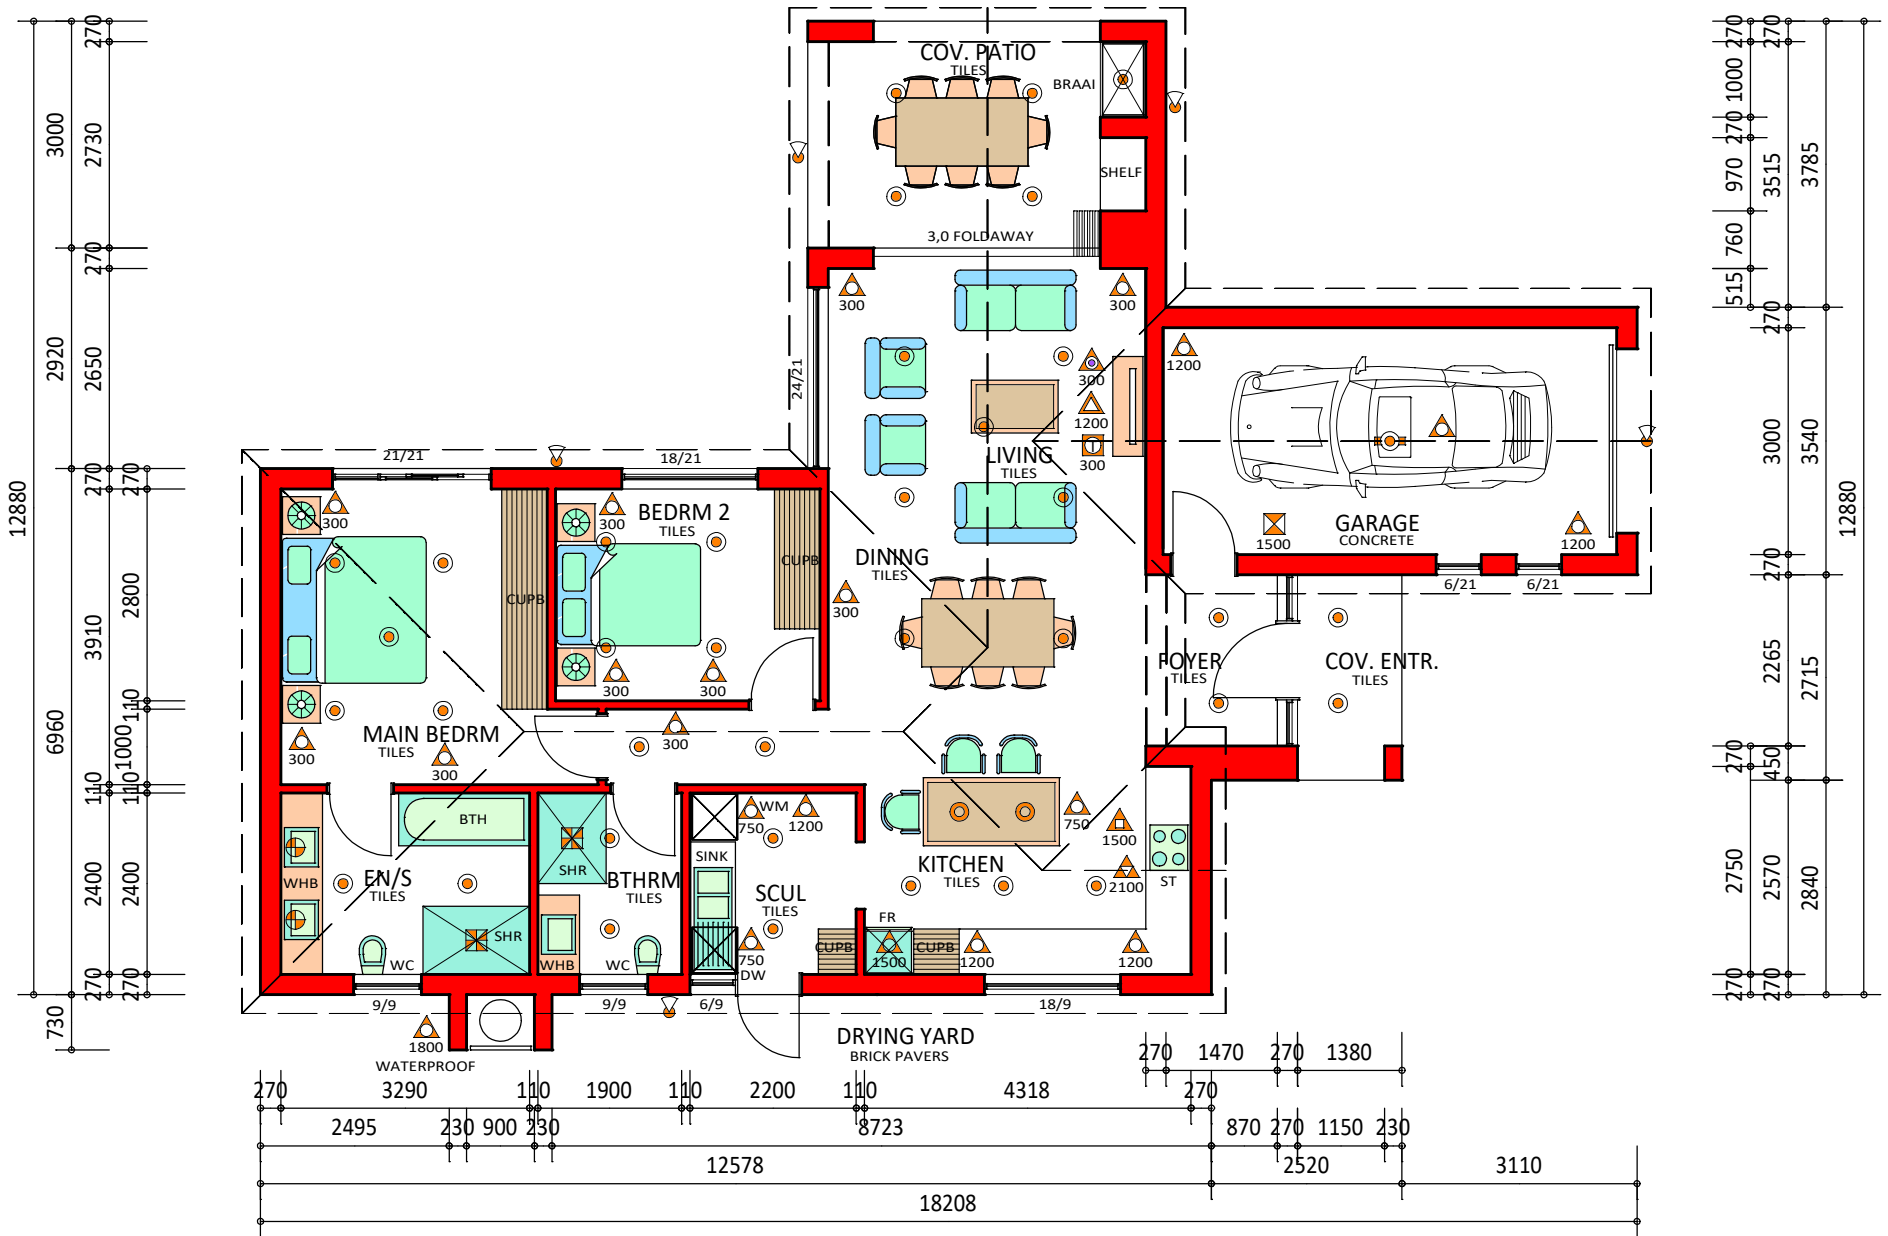 COV. PATIO
TILES
BRAAI
SHELF
3,0 FOLDAWAY
300
300
24/21
300
1200
LIVING
TILES
300
1200
GARAGE
CONCRETE
1500
1200
6/21
6/21
21/21
18/21
300
300
BEDRM 2
TILES
CUPB
CUPB
DINING
TILES
300
300
300
FOYER
TILES
COV. ENTR.
TILES
MAIN BEDRM
TILES
300
300
300
BTH
WHB
EN/S
TILES
SHR
WC
SHR
BTHRM
TILES
WHB
WC
WM
750
1200
SINK
SCUL
TILES
750
DW
CUPB
KITCHEN
TILES
750
1500
2100
ST
FR
1500
CUPB
1200
1200
9/9
9/9
6/9
18/9
1800
WATERPROOF
DRYING YARD
BRICK PAVERS
12880
3000
2920
6960
730
270
2730
270
2650
270
3910
110
1000
110
2400
270
270
2800
110
2400
270
270
1000
270
970
760
515
270
3515
270
3000
270
2265
270
450
2750
2570
270
270
3785
3540
2715
2840
12880
270
1470
270
1380
270
3290
110
1900
110
2200
110
4318
270
2495
230
900
230
8723
870
270
1150
230
12578
2520
3110
18208